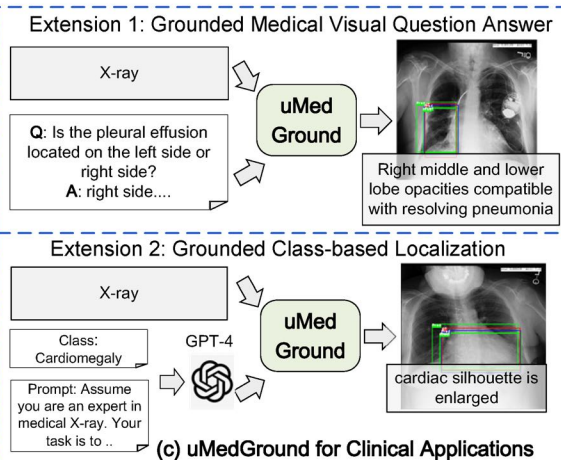 Extension 1: Grounded Medical Visual Question Answer
X-ray
Q: Is the pleural effusion
located on the left side or
right side?
A: right side....
uMed
Ground
Right middle and lower
lobe opacities compatible
with resolving pneumonia
Extension 2: Grounded Class-based Localization
X-ray
Class:
Cardiomegaly
Prompt: Assume
you are an expert in
medical X-ray. Your
task is to ..
GPT-4
uMed
Ground
cardiac silhouette is
enlarged
(c) uMedGround for Clinical Applications